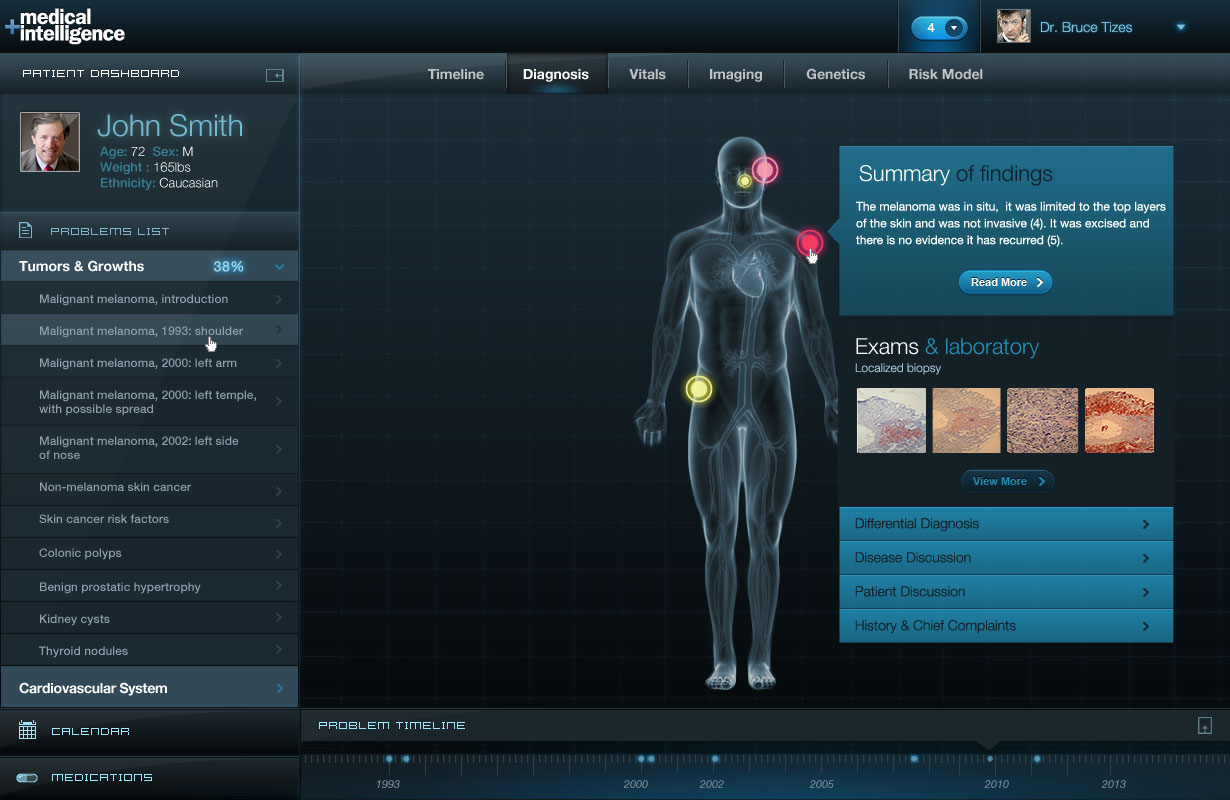 +medical
intelligence
4
Dr. Bruce Tizes
PATIENT DASHBOARD
Timeline
Diagnosis
Vitals
Imaging
Genetics
Risk Model
John Smith
Age: 72 Sex: M
Weight : 165lbs
Ethnicity: Caucasian
PROBLEMS LIST
Tumors & Growths 38%
Malignant melanoma, introduction
Malignant melanoma, 1993: shoulder
Malignant melanoma, 2000: left arm
Malignant melanoma, 2000: left temple,
with possible spread
Malignant melanoma, 2002: left side
of nose
Non-melanoma skin cancer
Skin cancer risk factors
Colonic polyps
Benign prostatic hypertrophy
Kidney cysts
Thyroid nodules
Cardiovascular System
CALENDAR
MEDICATIONS
Summary of findings
The melanoma was in situ, it was limited to the top layers
of the skin and was not invasive (4). It was excised and
there is no evidence it has recurred (5).
Read More
Exams & laboratory
Localized biopsy
View More
Differential Diagnosis
Disease Discussion
Patient Discussion
History & Chief Complaints
PROBLEM TIMELINE
1993
2000
2002
2005
2010
2013